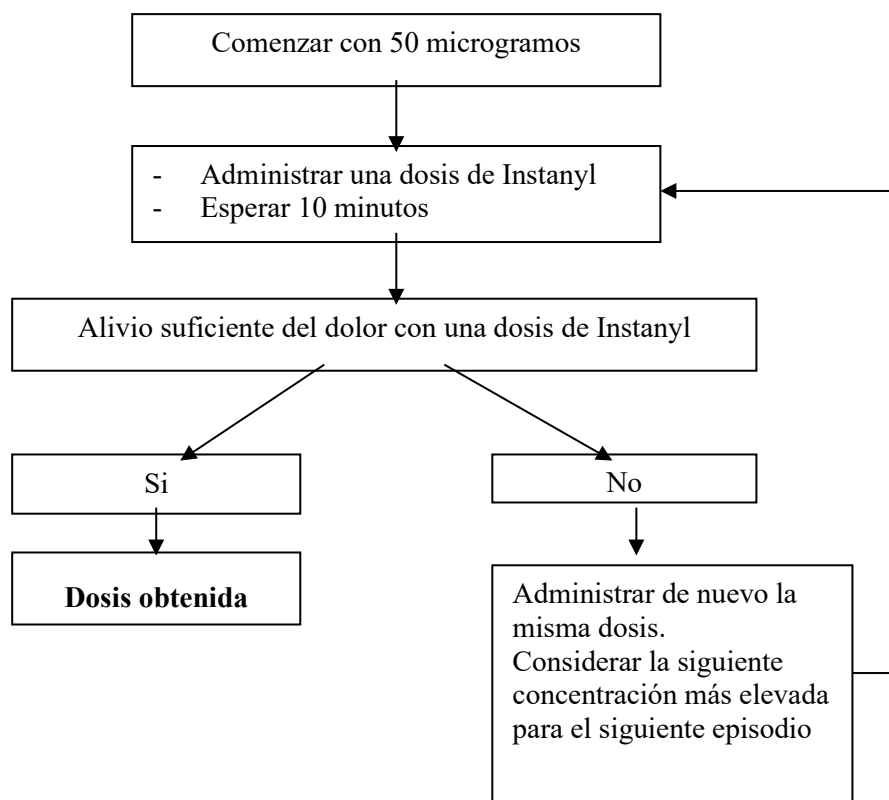 Comenzar con 50 microgramos
- Administrar una dosis de Instanyl
- Esperar 10 minutos
Alivio suficiente del dolor con una dosis de Instanyl
Si
No
Dosis obtenida
Administrar de nuevo la
misma dosis.
Considerar la siguiente
concentración más elevada
para el siguiente episodio